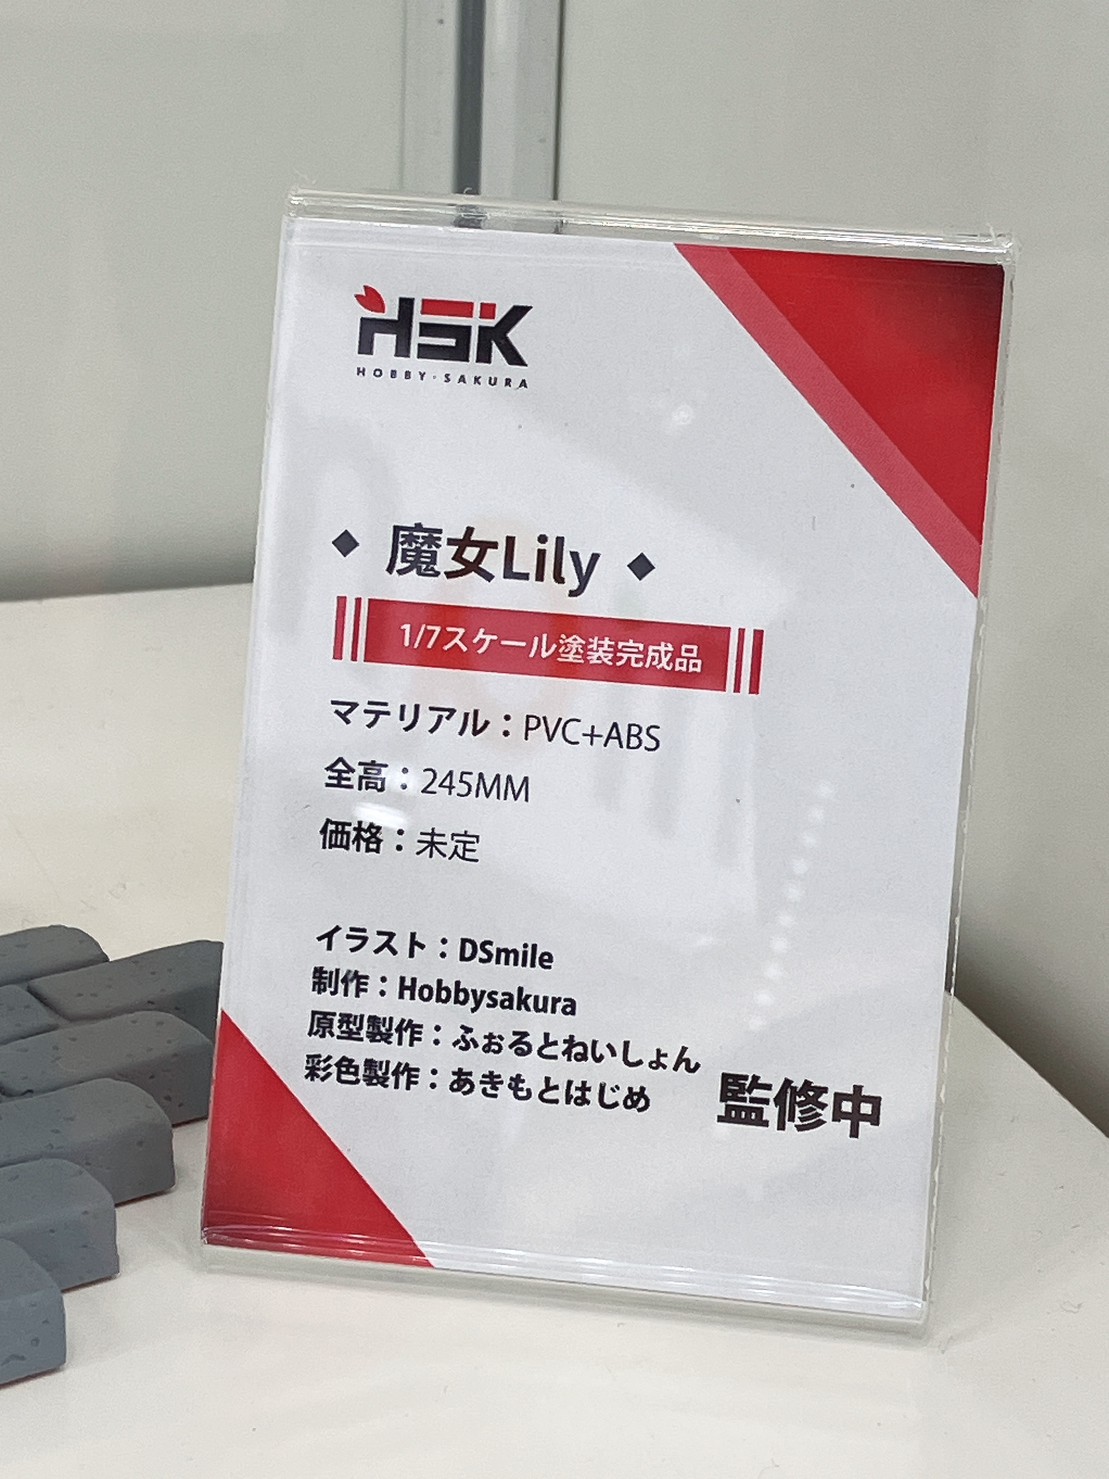 HSK
HOBBY·SAKURA
◆ 魔女Lily ◆
1/7スケール塗装完成品
マテリアル：PVC+ABS
全高：245MM
価格：未定
イラスト：DSmile
制作：Hobbysakura
原型製作：ふぉるとねいしょん
彩色製作：あきもとはじめ
監修中